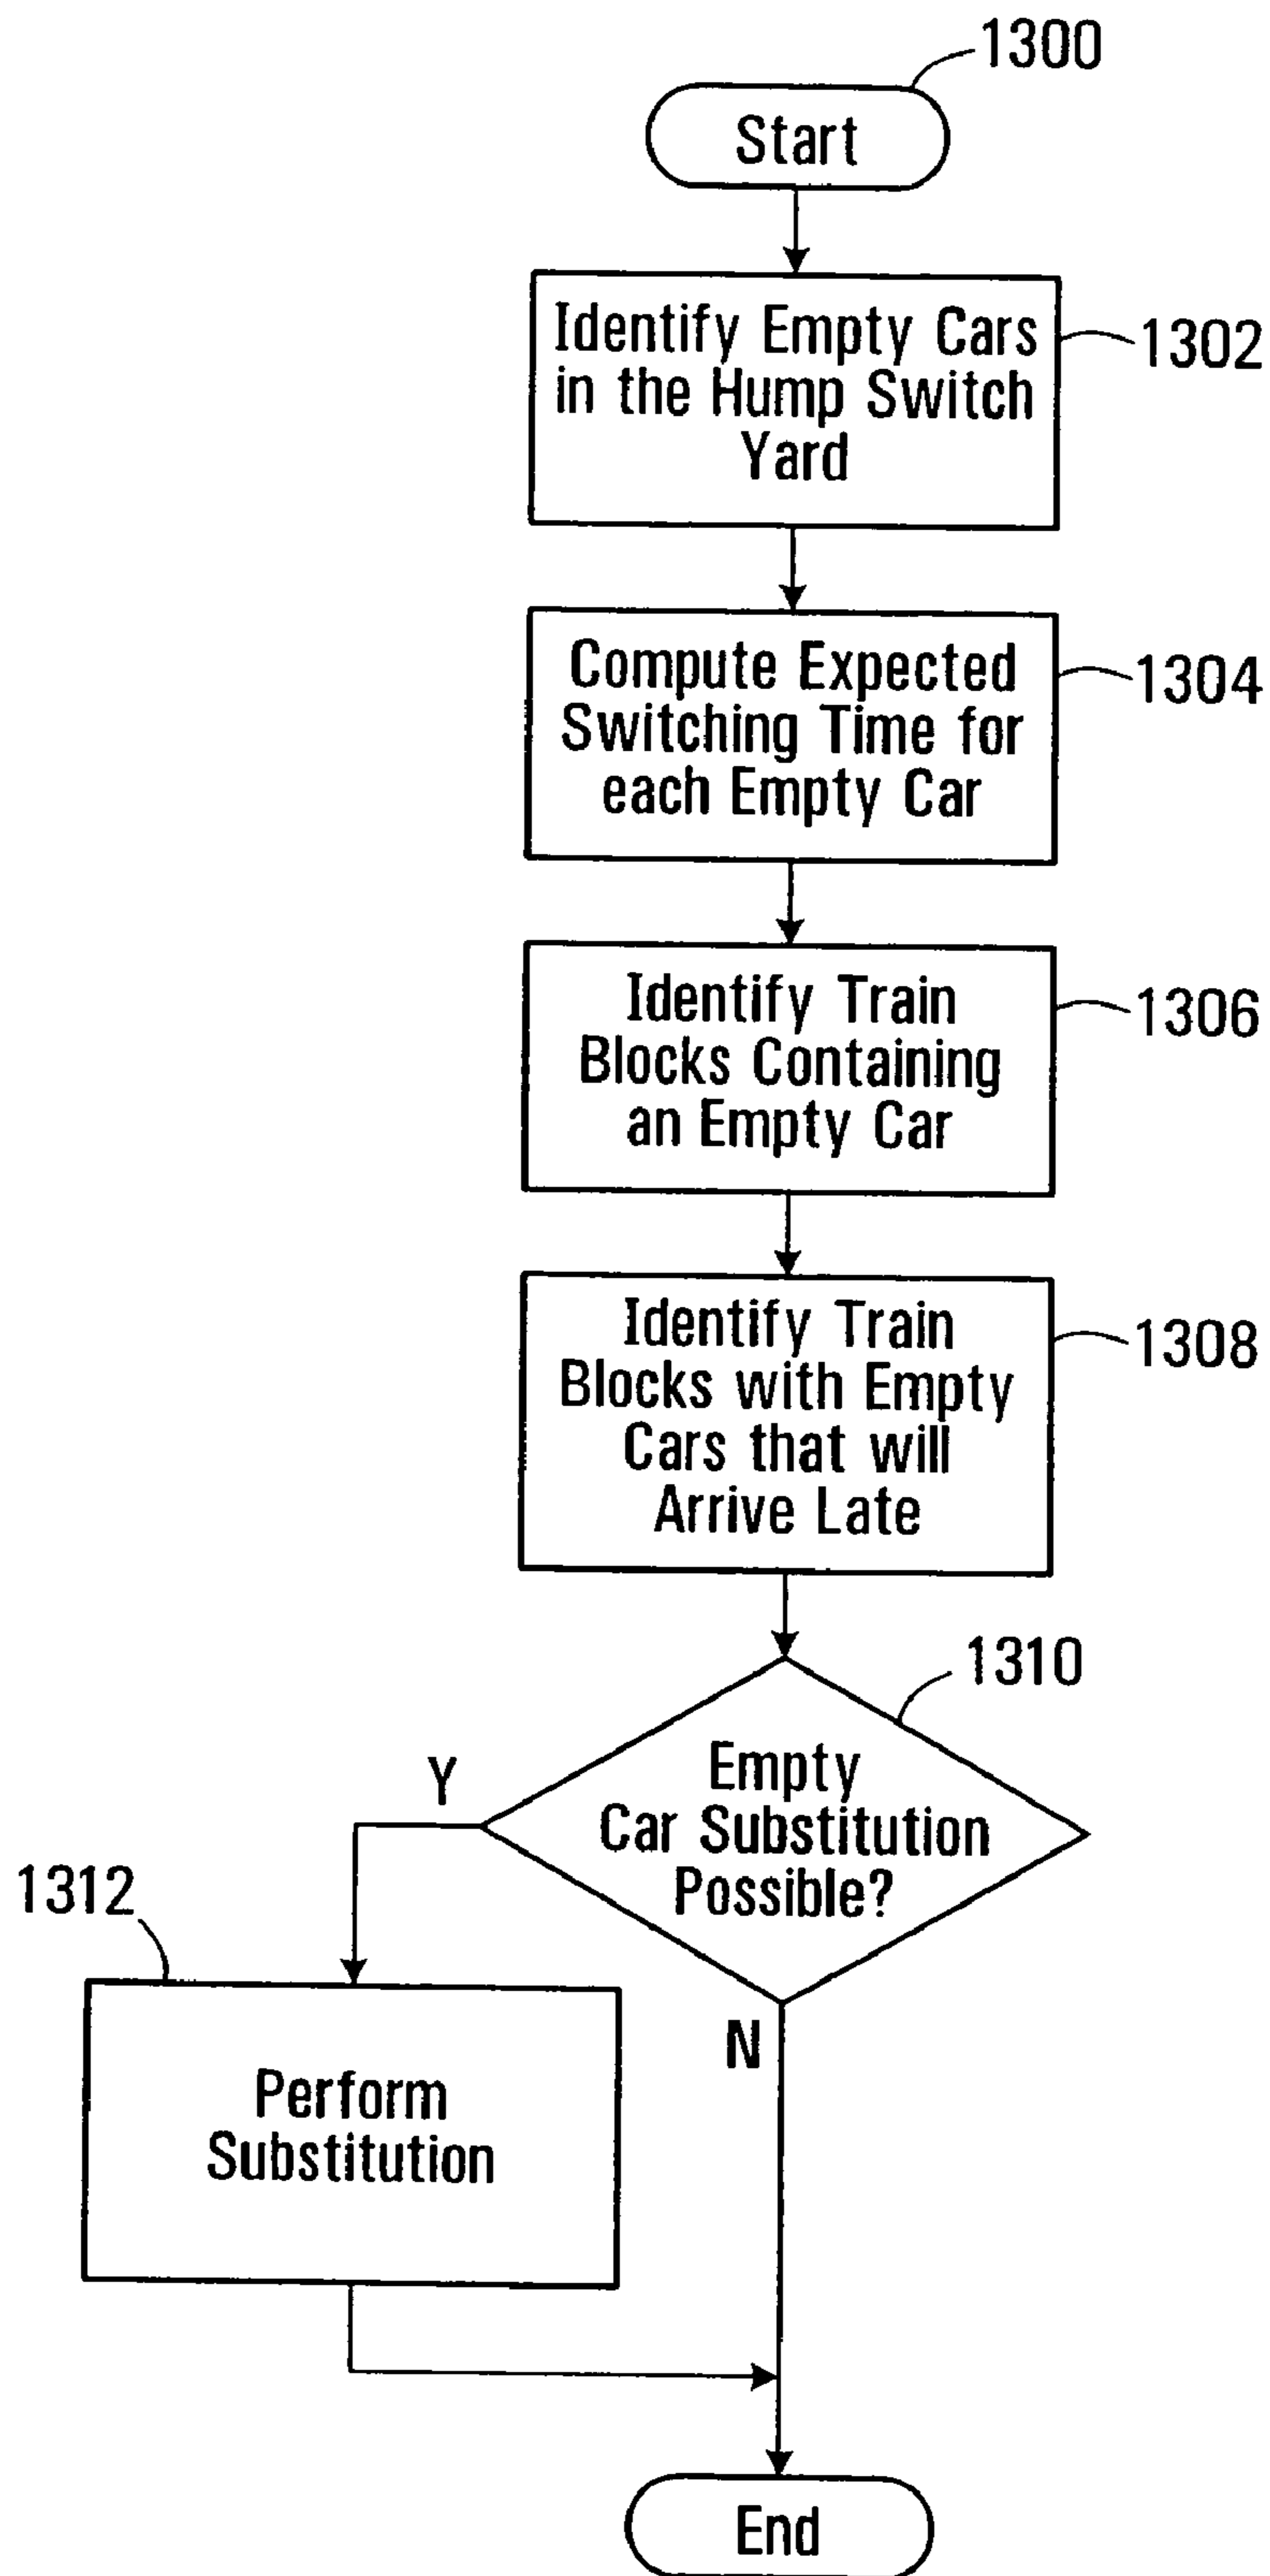 1300
Start
Identify Empty Cars
in the Hump Switch
Yard
1302
Compute Expected
Switching Time for
each Empty Car
1304
Identify Train
Blocks Containing
an Empty Car
1306
Identify Train
Blocks with Empty
Cars that will
Arrive Late
1308
1310
Empty
Car Substitution
Possible?
Y
N
1312
Perform
Substitution
End